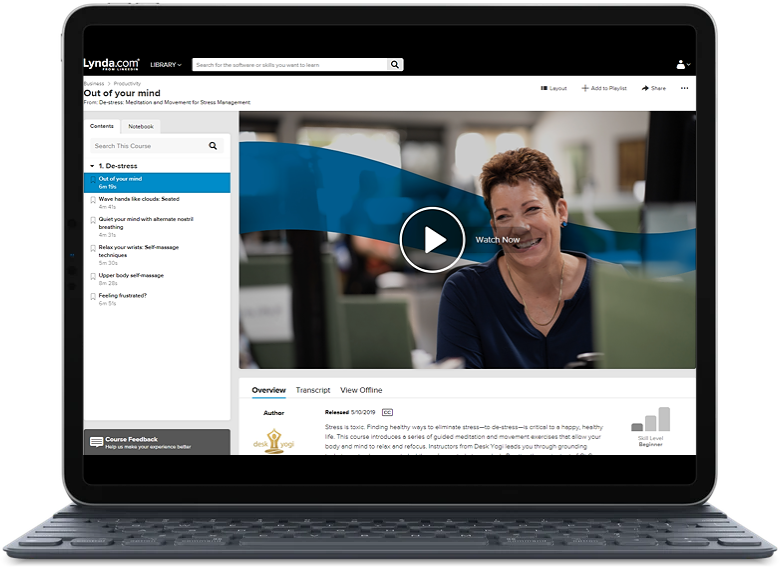 Lynda.com
FROM LINKEDIN
LIBRARY
Search for the software or skills you want to learn
Business > Productivity
Out of your mind
From: De-stress: Meditation and Movement for Stress Management
Layout
Add to Playlist
Share
Contents
Notebook
Search This Course
1. De-stress
Out of your mind
6m 19s
Wave hands like clouds: Seated
4m 41s
Quiet your mind with alternate nostril
breathing
4m 31s
Relax your wrists: Self-massage
techniques
5m 30s
Upper body self-massage
8m 28s
Feeling frustrated?
6m 51s
Course Feedback
Help us make your experience better
Watch Now
Overview
Transcript
View Offline
Author
desk yogi
Released 5/10/2019 CC
Stress is toxic. Finding healthy ways to eliminate stress—to de-stress—is critical to a happy, healthy
life. This course introduces a series of guided meditation and movement exercises that allow your
body and mind to relax and refocus. Instructors from Desk Yogi leads you through grounding
Skill Level
Beginner